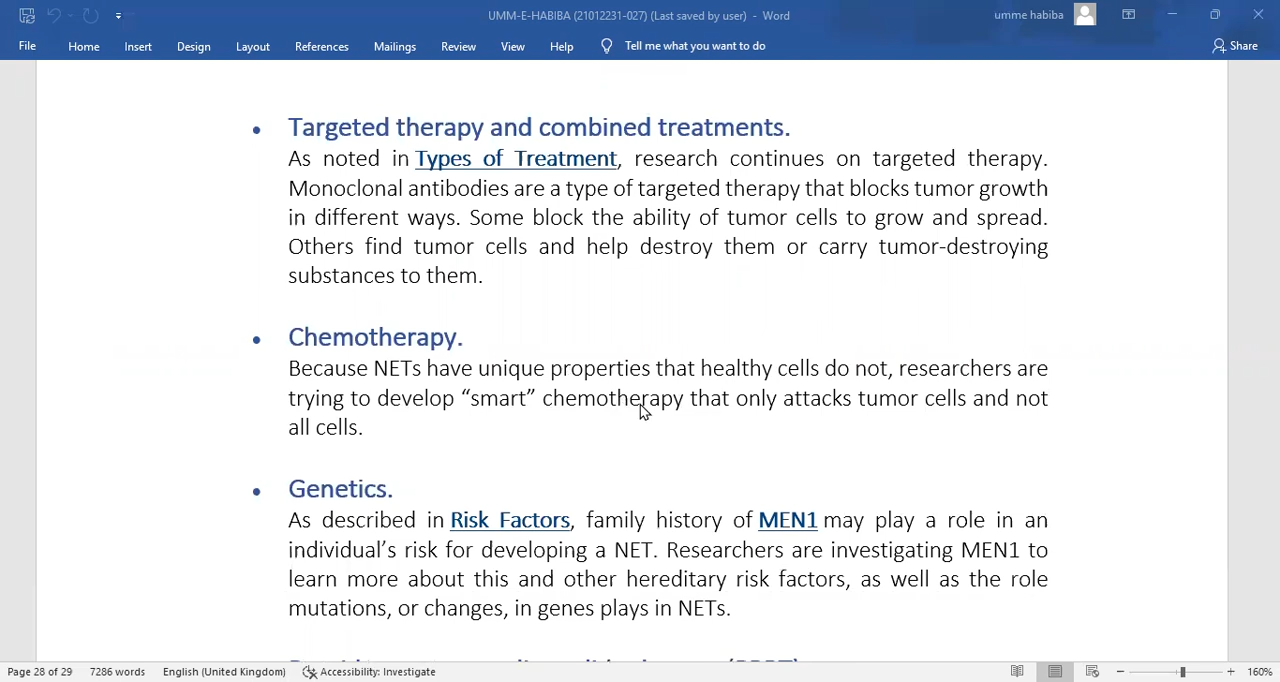 UMM-E-HABIBA (21012231-027) (Last saved by user) - Word
umme habiba
File Home Insert Design Layout References Mailings Review View Help Tell me what you want to do Share
• Targeted therapy and combined treatments.
As noted in Types of Treatment, research continues on targeted therapy.
Monoclonal antibodies are a type of targeted therapy that blocks tumor growth
in different ways. Some block the ability of tumor cells to grow and spread.
Others find tumor cells and help destroy them or carry tumor-destroying
substances to them.
• Chemotherapy.
Because NETs have unique properties that healthy cells do not, researchers are
trying to develop “smart” chemotherapy that only attacks tumor cells and not
all cells.
• Genetics.
As described in Risk Factors, family history of MEN1 may play a role in an
individual’s risk for developing a NET. Researchers are investigating MEN1 to
learn more about this and other hereditary risk factors, as well as the role
mutations, or changes, in genes plays in NETs.
Page 28 of 29 7286 words English (United Kingdom) Accessibility: Investigate 160%